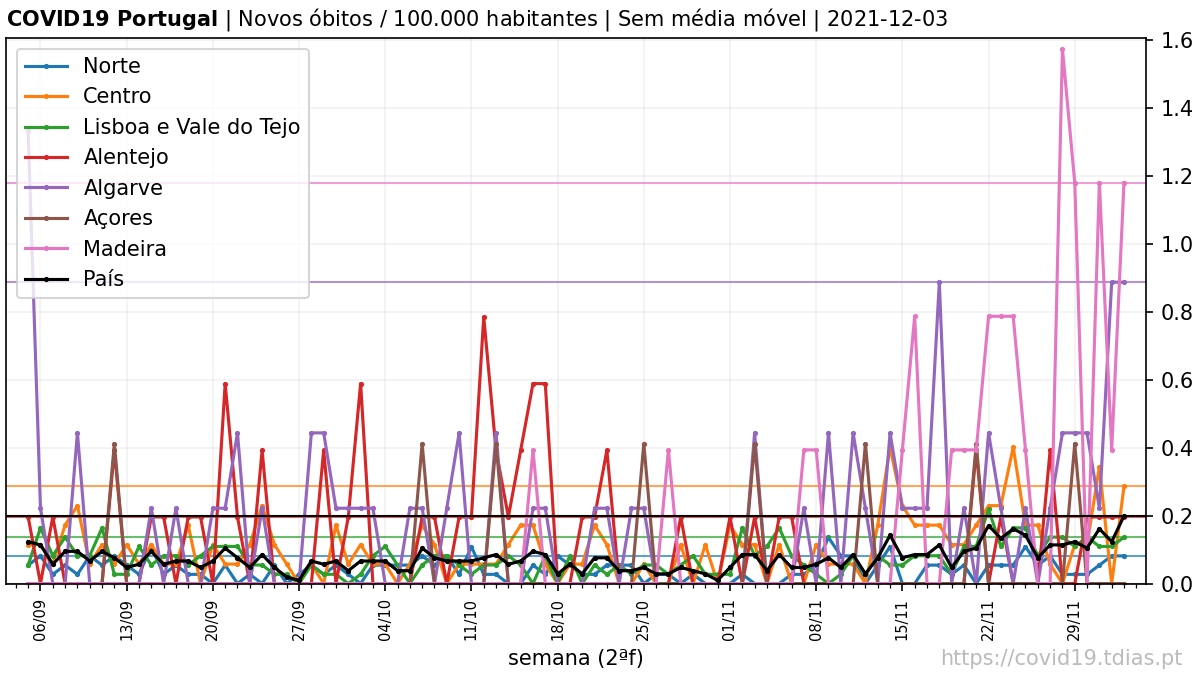 COVID19 Portugal | Novos óbitos / 100.000 habitantes | Sem média móvel | 2021-12-03
Norte
Centro
Lisboa e Vale do Tejo
Alentejo
Algarve
Açores
Madeira
País
1.6
1.4
1.2
1.0
0.8
0.6
0.4
0.2
0.0
06/09
13/09
20/09
27/09
04/10
11/10
18/10
25/10
01/11
08/11
15/11
22/11
29/11
semana (2ªf)
https://covid19.tdias.pt